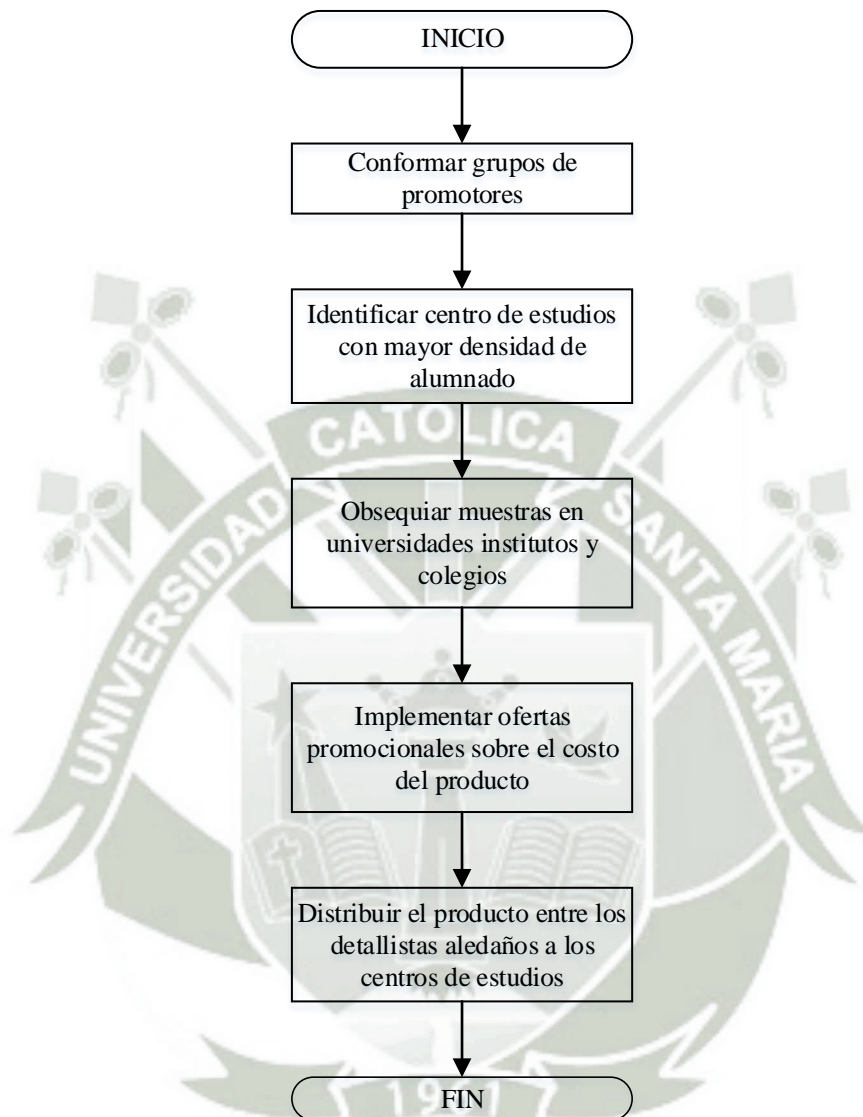 INICIO
Conformar grupos de
promotores
Identificar centro de estudios
con mayor densidad de
alumnado
CATOLICA
Obsequiar muestras en
universidades institutos y
colegios
UNIVERSIDAD
SANTA MARIA
Implementar ofertas
promocionales sobre el costo
del producto
Distribuir el producto entre los
detallistas aledaños a los
centros de estudios
1961
FIN